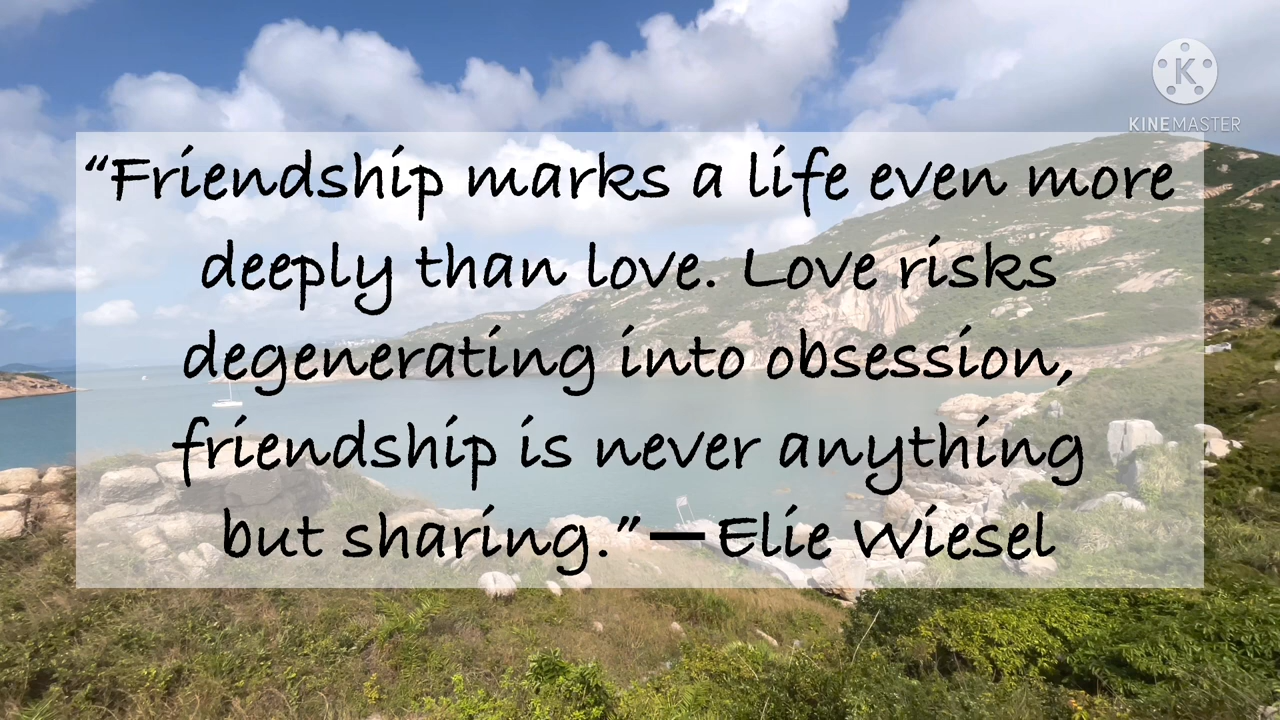 KINEMASTER
“Friendship marks a life even more
deeply than love. Love risks
degenerating into obsession,
friendship is never anything
but sharing.” — Elie Wiesel